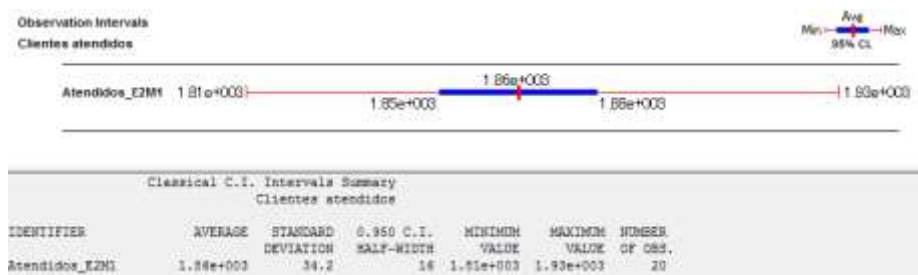 Observation Intervals
Clientes atendidos
Avg
Min Max
95% CL
1.86e+003
Atendidos_E2M1 1.81e+003 1.93e+003
1.85e+003 1.88e+003
Classical C.I. Intervals Summary
Clientes atendidos
IDENTIFIER AVERAGE STANDARD 0.950 C.I. MINIMUM MAXIMUM NUMBER
DEVIATION HALF-WIDTH VALUE VALUE OF OBS.
Atendidos_E2M1 1.86e+003 34.2 16 1.81e+003 1.93e+003 20